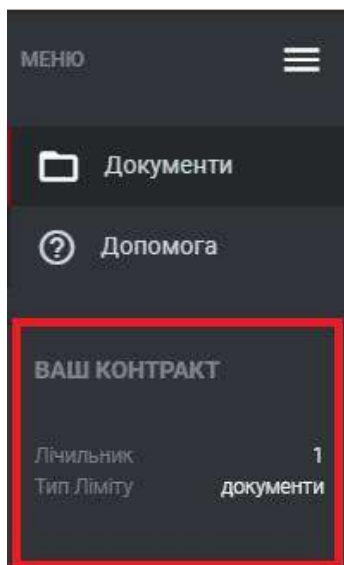 МЕНЮ
Документи
Допомога
ВАШ КОНТРАКТ
Лічильник 1
Тип Ліміту документи